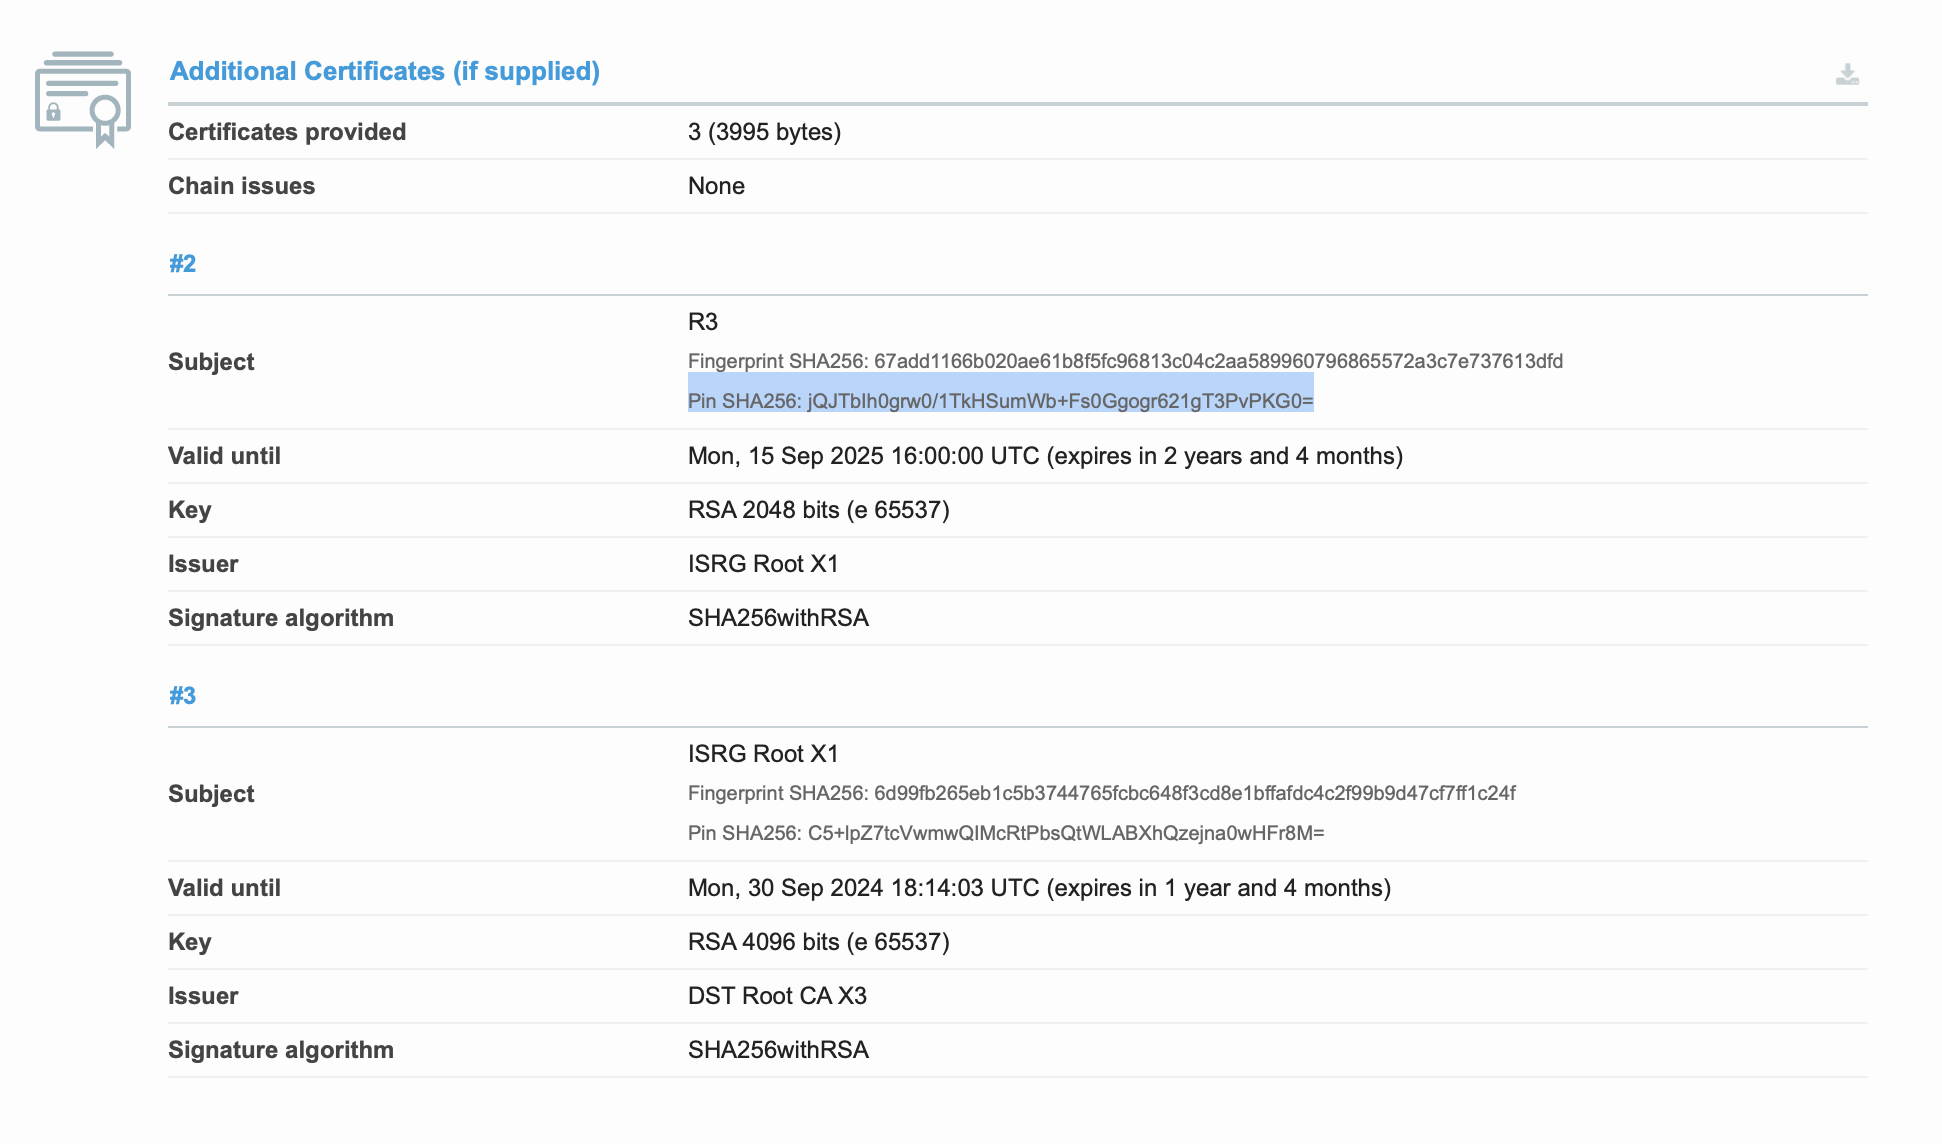 Additional Certificates (if supplied)
Certificates provided 3 (3995 bytes)
Chain issues None
#2
Subject
R3
Fingerprint SHA256: 67add1166b020ae61b8f5fc96813c04c2aa589960796865572a3c7e737613dfd
Pin SHA256: jQJTbIh0grw0/1TkHSumWb+Fs0Ggogr621gT3PvPKG0=
Valid until Mon, 15 Sep 2025 16:00:00 UTC (expires in 2 years and 4 months)
Key RSA 2048 bits (e 65537)
Issuer ISRG Root X1
Signature algorithm SHA256withRSA
#3
Subject
ISRG Root X1
Fingerprint SHA256: 6d99fb265eb1c5b3744765fcbc648f3cd8e1bffafdc4c2f99b9d47cf7ff1c24f
Pin SHA256: C5+lpZ7tcVwmwQIMcRtPbsQtWLABXhQzejna0wHFr8M=
Valid until Mon, 30 Sep 2024 18:14:03 UTC (expires in 1 year and 4 months)
Key RSA 4096 bits (e 65537)
Issuer DST Root CA X3
Signature algorithm SHA256withRSA